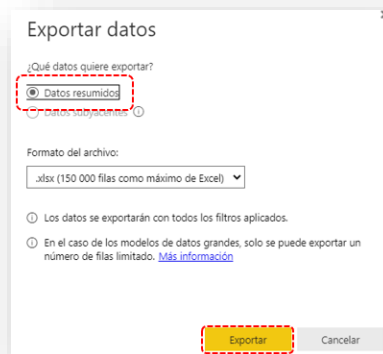 Exportar datos
¿Qué datos quiere exportar?
Datos resumidos
Datos subyacentes
Formato del archivo:
.xlsx (150 000 filas como máximo de Excel)
Los datos se exportarán con todos los filtros aplicados.
En el caso de los modelos de datos grandes, solo se puede exportar un
número de filas limitado. Más información
Exportar Cancelar